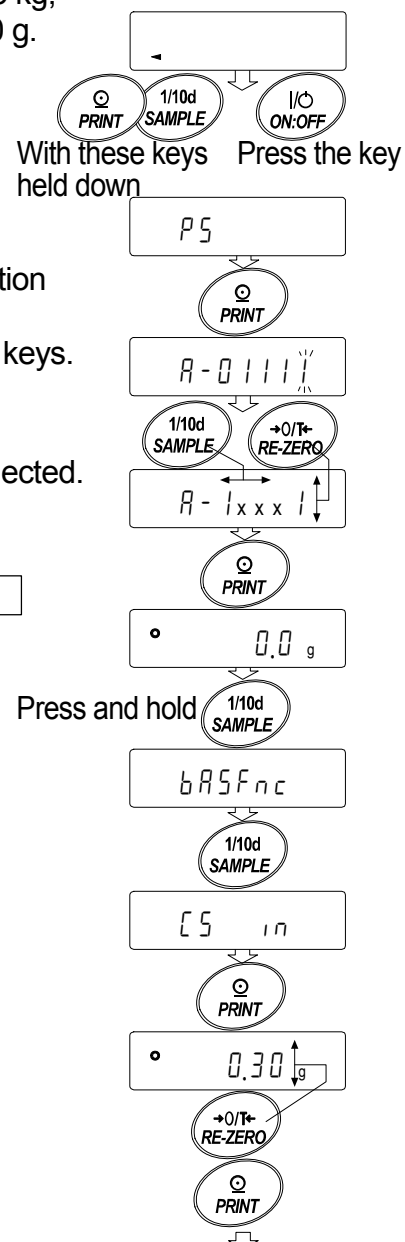 kg,
0 g.
PRINT
1/10d
SAMPLE
I/
ON:OFF
With these keys
held down
Press the key
PS
tion
PRINT
keys.
A-01111
1/10d
SAMPLE
→0/T←
RE-ZERO
ected.
A-1xxx1
PRINT
0.0 g
Press and hold
1/10d
SAMPLE
bASFnc
1/10d
SAMPLE
CS in
PRINT
0.30 g
→0/T←
RE-ZERO
PRINT